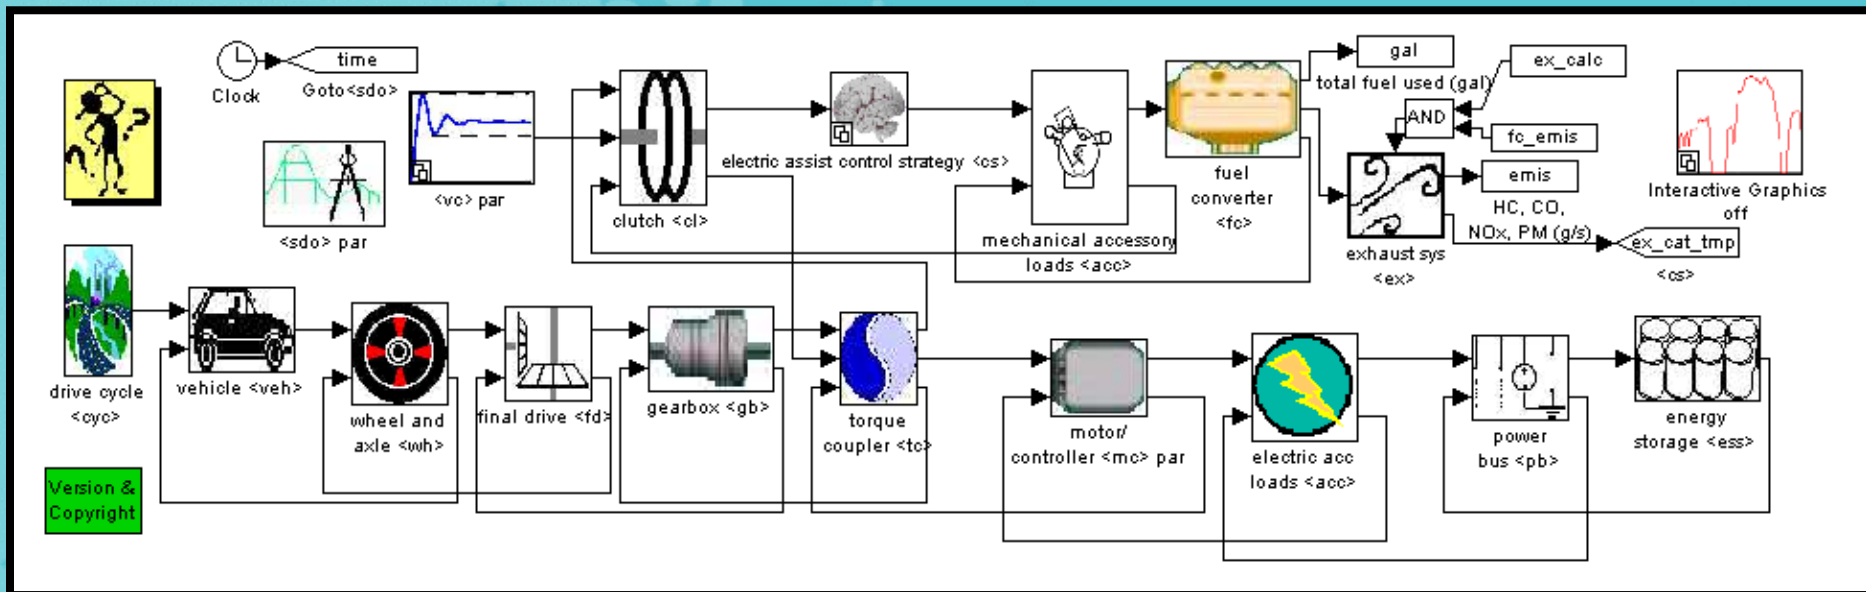 time
Clock
Goto<sdo>
gal
total fuel used (gal)
ex_calc
AND
fc_emis
<vc> par
electric assist control strategy <cs>
fuel
converter
<fc>
emis
HC, CO,
NOx, PM (g/s)
Interactive Graphics
off
<sdo> par
clutch <cl>
mechanical accessory
loads <acc>
exhaust sys
<ex>
ex_cat_tmp
<cs>
drive cycle
<cyc>
vehicle <veh>
wheel and
axle <wh>
final drive <fd>
gearbox <gb>
torque
coupler <tc>
motor/
controller <mc> par
electric acc
loads <acc>
power
bus <pb>
energy
storage <ess>
Version &
Copyright